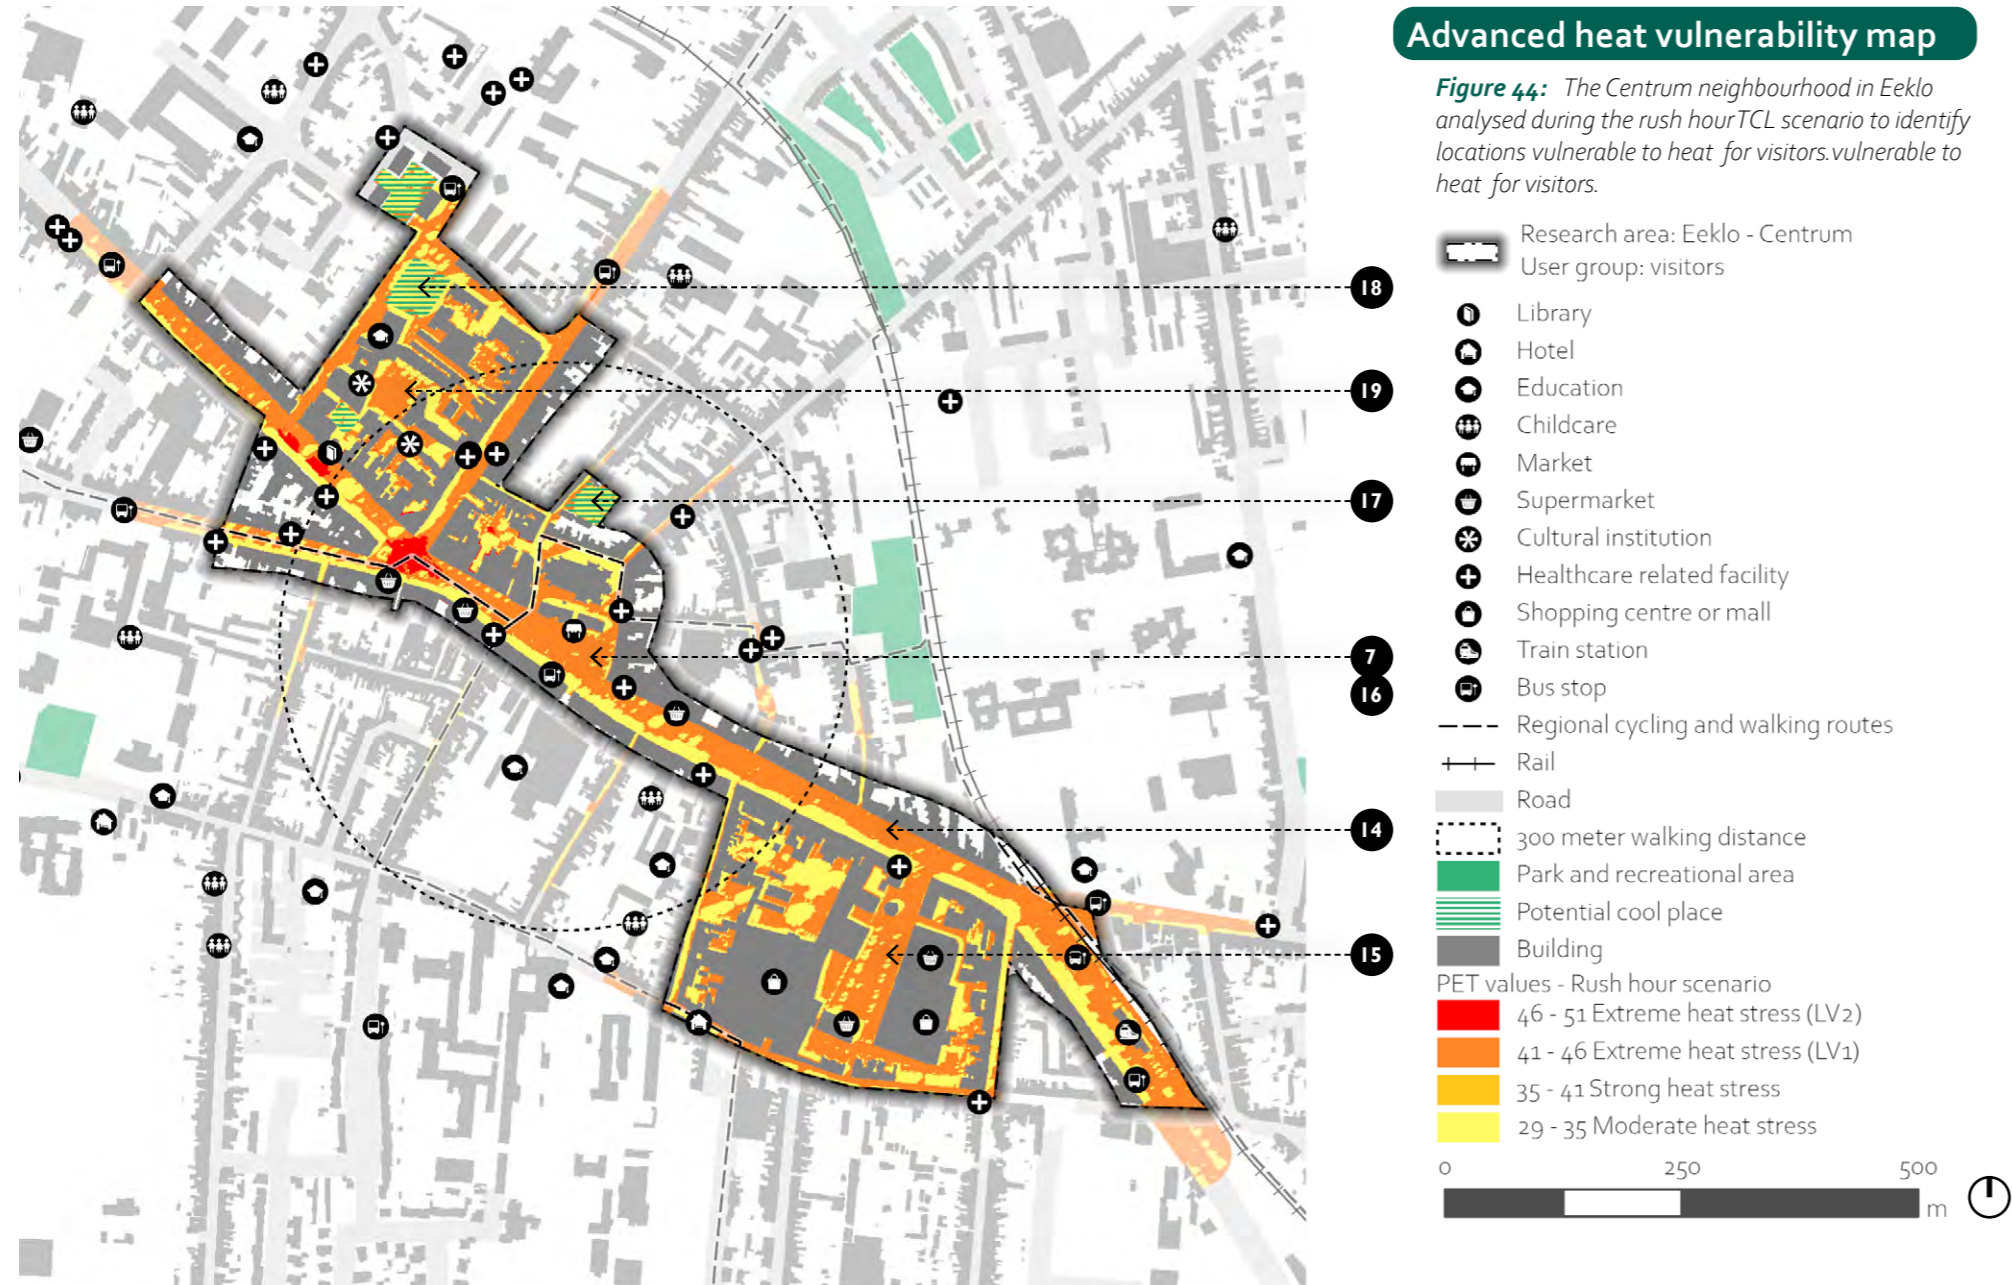 Advanced heat vulnerability map
Figure 44: The Centrum neighbourhood in Eeklo
analysed during the rush hour TCL scenario to identify
locations vulnerable to heat for visitors.vulnerable to
heat for visitors.
Research area: Eeklo - Centrum
User group: visitors
Library
Hotel
Education
Childcare
Market
Supermarket
Cultural institution
Healthcare related facility
Shopping centre or mall
Train station
Bus stop
Regional cycling and walking routes
Rail
Road
300 meter walking distance
Park and recreational area
Potential cool place
Building
PET values - Rush hour scenario
46 - 51 Extreme heat stress (LV2)
41 - 46 Extreme heat stress (LV1)
35 - 41 Strong heat stress
29 - 35 Moderate heat stress
0 250 500
m
18
19
17
7
16
14
15